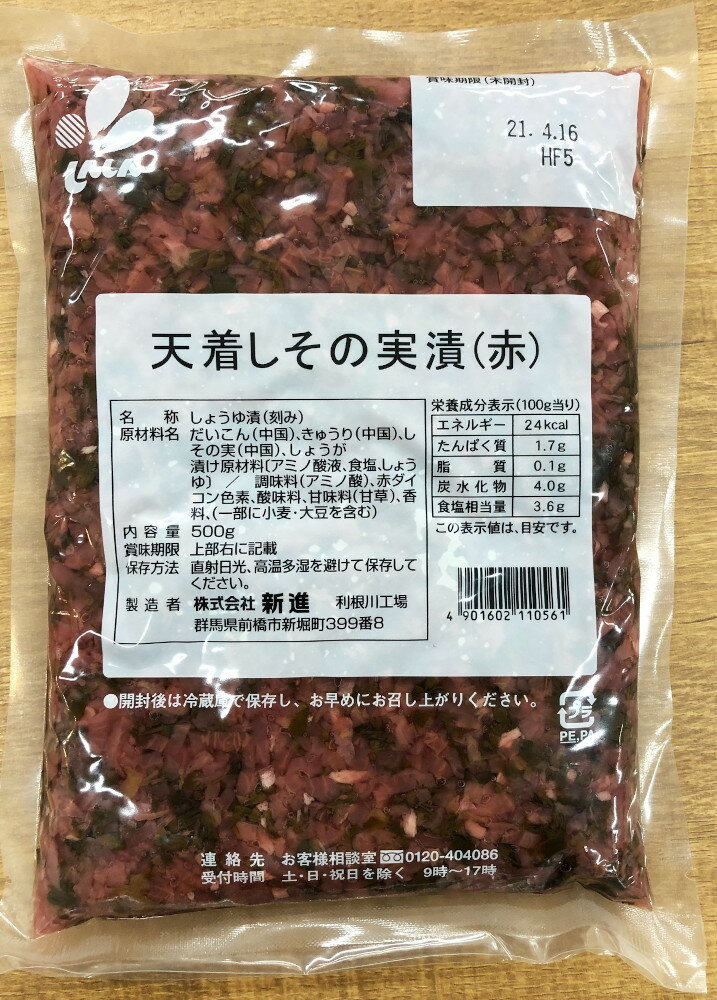 しんしん
賞味期限(未開封)
21. 4.16
HF5
天着しその実漬(赤)
名称 しょうゆ漬(刻み)
原材料名 だいこん(中国)、きゅうり(中国)、し
その実(中国)、しょうが
漬け原材料〔アミノ酸液、食塩、しょうゆ
〕 / 調味料(アミノ酸)、赤ダイ
コン色素、酸味料、甘味料(甘草)、香
料、(一部に小麦・大豆を含む)
内容量 500g
賞味期限 上部右に記載
保存方法 直射日光、高温多湿を避けて保存して
ください。
製造者 株式会社 新進 利根川工場
群馬県前橋市新堀町399番8
栄養成分表示(100g当り)
エネルギー 24kcal
たんぱく質 1.7g
脂質 0.1g
炭水化物 4.0g
食塩相当量 3.6g
この表示値は、目安です。
4 901602 110561
●開封後は冷蔵庫で保存し、お早めにお召し上がりください。
プラ
PE,PA
連絡先 お客様相談室 0120-404086
受付時間 土・日・祝日を除く 9時〜17時